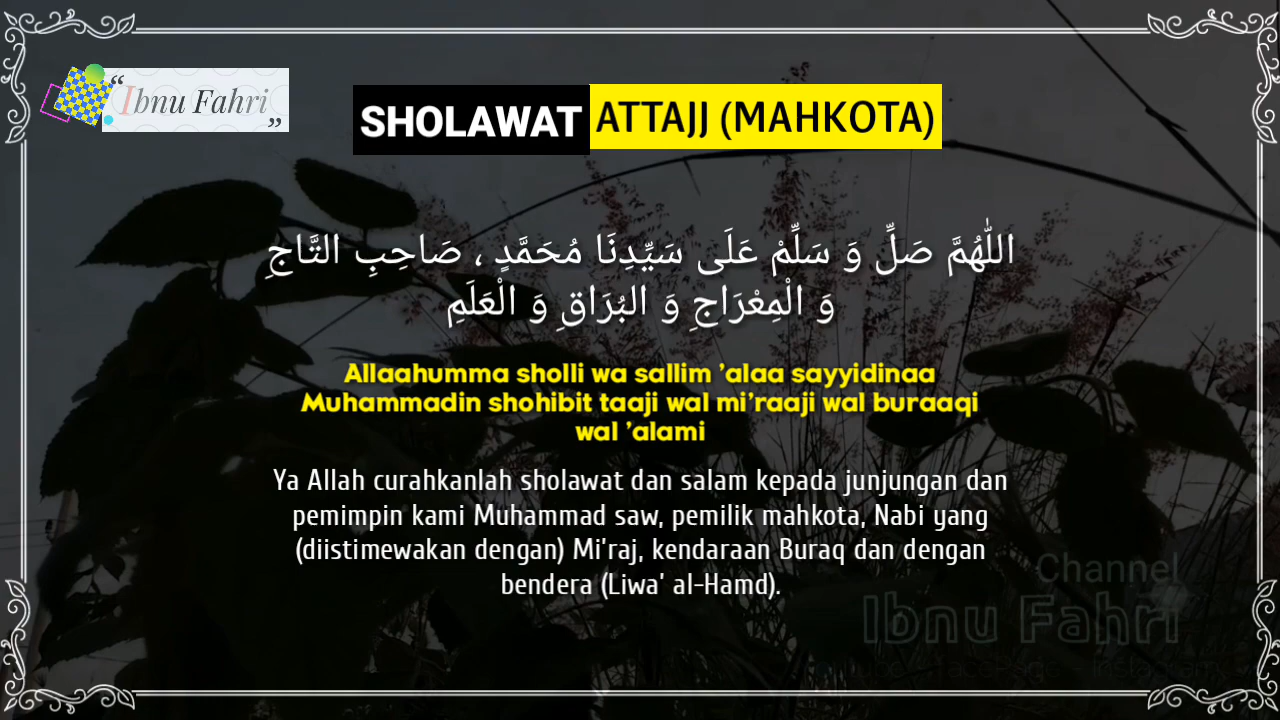 “Ibnu Fahri”
SHOLAWAT ATTAJJ (MAHKOTA)
اللّٰهُمَّ صَلِّ وَ سَلِّمْ عَلَى سَيِّدِنَا مُحَمَّدٍ ، صَاحِبِ التَّاجِ
وَ الْمِعْرَاجِ وَ البُرَاقِ وَ الْعَلَمِ
Allaahumma sholli wa sallim ’alaa sayyidinaa
Muhammadin shohibit taaji wal mi’raaji wal buraaqi
wal ’alami
Ya Allah curahkanlah sholawat dan salam kepada junjungan dan
pemimpin kami Muhammad saw, pemilik mahkota, Nabi yang
(diistimewakan dengan) Mi’raj, kendaraan Buraq dan dengan
bendera (Liwa’ al-Hamd).
Channel
Ibnu Fahri